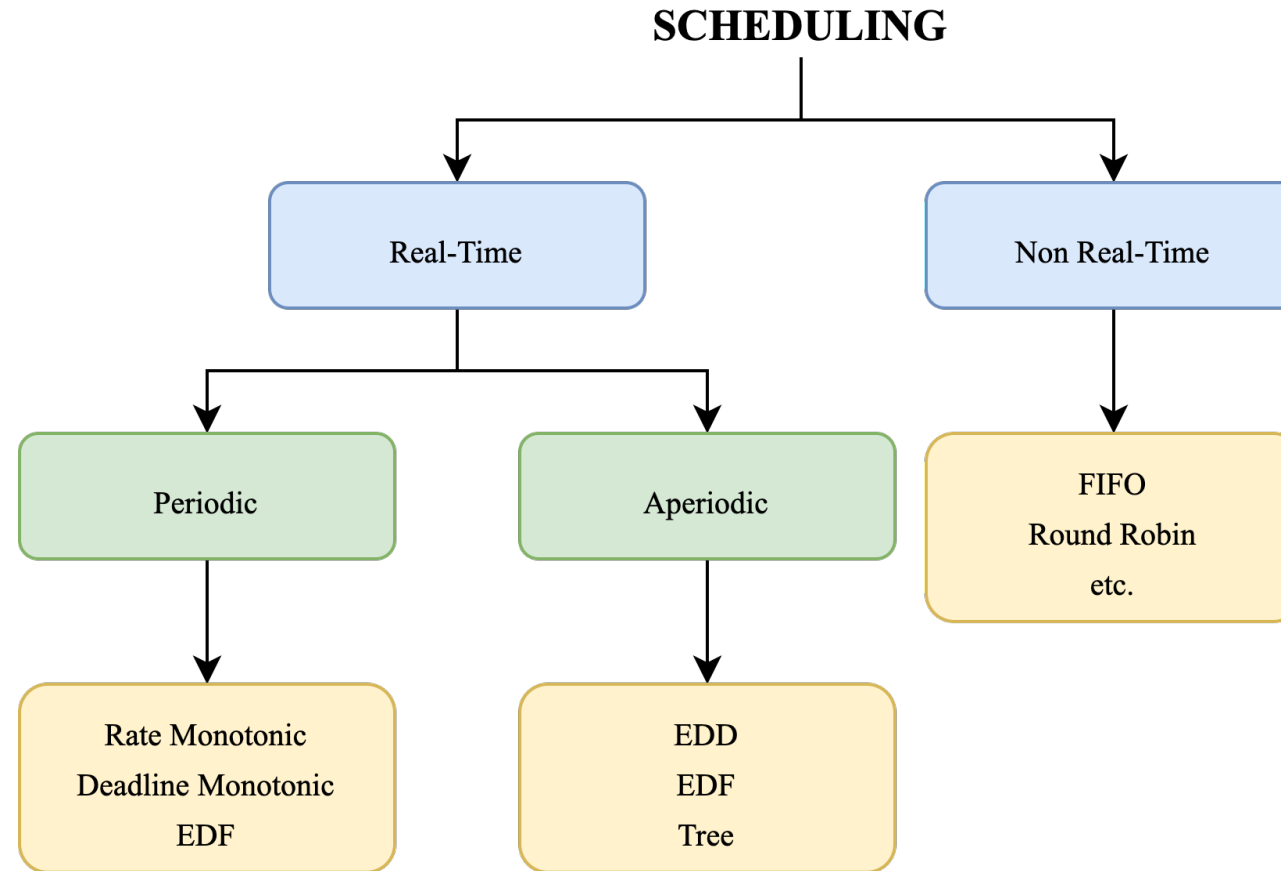 SCHEDULING
Real-Time
Non Real-Time
Periodic
Aperiodic
FIFO
Round Robin
etc.
Rate Monotonic
Deadline Monotonic
EDF
EDD
EDF
Tree